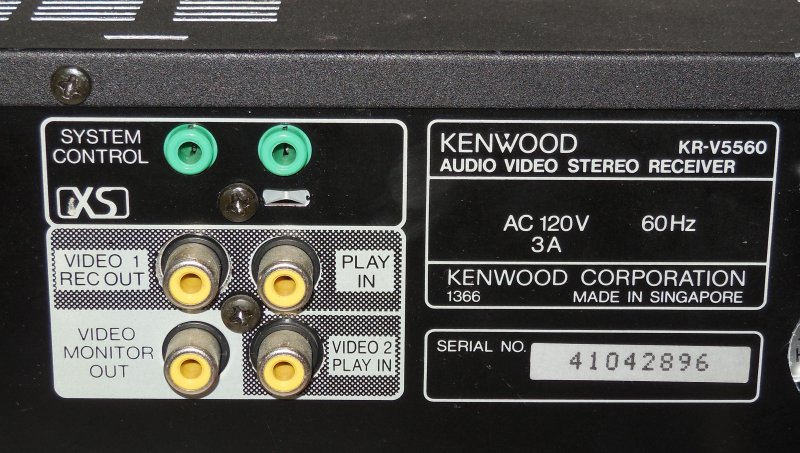 SYSTEM
CONTROL
XS
VIDEO 1
REC OUT
PLAY
IN
VIDEO
MONITOR
OUT
VIDEO 2
PLAY IN
KENWOOD KR-V5560
AUDIO VIDEO STEREO RECEIVER
AC 120V 60Hz
3A
KENWOOD CORPORATION
1366 MADE IN SINGAPORE
SERIAL NO. 41042896